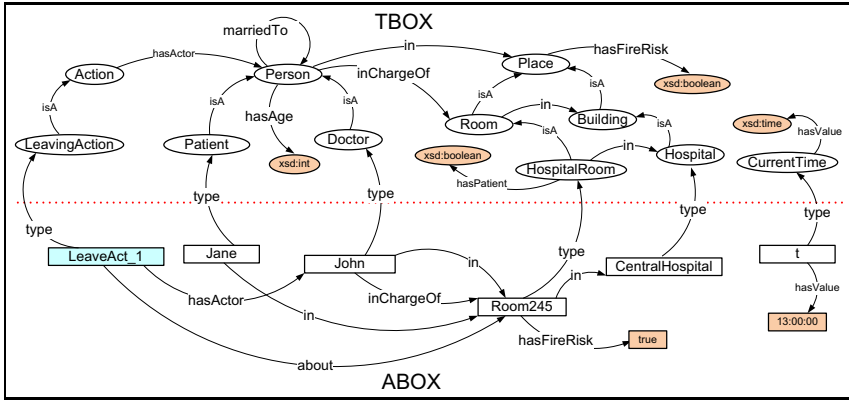 TBOX
marriedTo
hasActor
in
hasFireRisk
Action
Person
Place
inChargeOf
xsd:boolean
isA
isA
hasAge
isA
isA
isA
Room
in
Building
xsd:time
hasValue
LeavingAction
Patient
Doctor
isA
isA
xsd:int
xsd:boolean
in
Hospital
CurrentTime
hasPatient
HospitalRoom
type
type
type
type
type
type
LeaveAct_1
Jane
John
in
in
CentralHospital
t
hasActor
inChargeOf
Room245
hasValue
in
hasFireRisk
true
13:00:00
about
ABOX